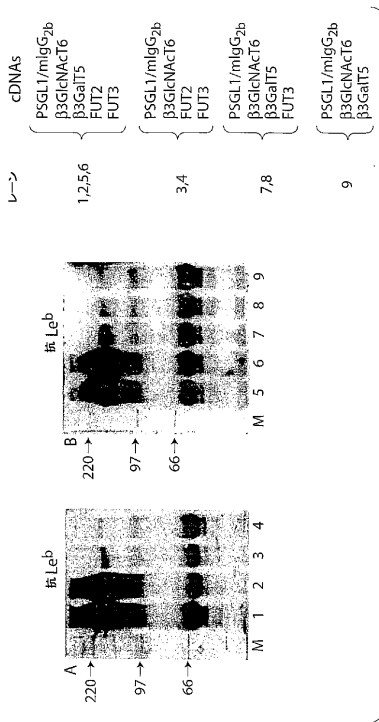 A
抗 Leᵇ
220→
97→
66→
M 1 2 3 4
B
抗 Leᵇ
220→
97→
66→
M 5 6 7 8 9
レーン
cDNAs
1,2,5,6
PSGL1/mIgG2b
β3GlcNAcT6
β3GalT5
FUT2
FUT3
3,4
PSGL1/mIgG2b
β3GlcNAcT6
FUT2
FUT3
7,8
PSGL1/mIgG2b
β3GlcNAcT6
β3GalT5
FUT3
9
PSGL1/mIgG2b
β3GlcNAcT6
β3GalT5